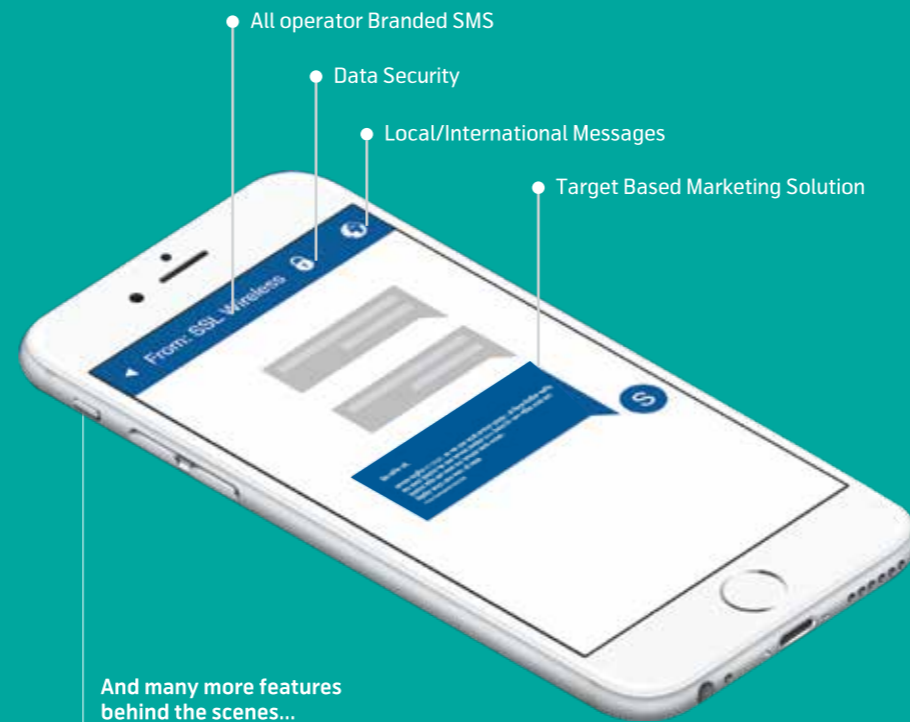 All operator Branded SMS
Data Security
Local/International Messages
Target Based Marketing Solution
From: SSL Wireless
S
And many more features
behind the scenes...